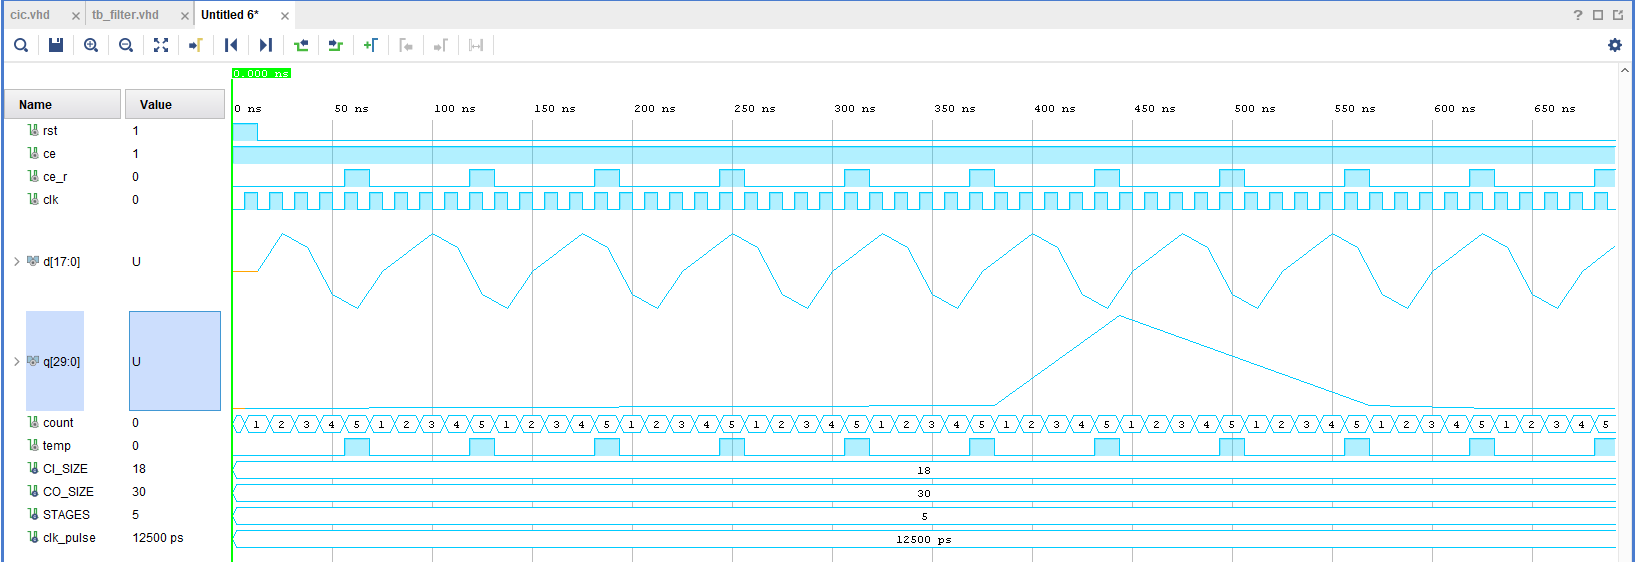 cic.vhd × tb_filter.vhd × Untitled 6* × ?
0.000 ns
Name Value 0 ns 50 ns 100 ns 150 ns 200 ns 250 ns 300 ns 350 ns 400 ns 450 ns 500 ns 550 ns 600 ns 650 ns
rst 1
ce 1
ce_r 0
clk 0
d[17:0] U
q[29:0] U
count 0 1 2 3 4 5 1 2 3 4 5 1 2 3 4 5 1 2 3 4 5 1 2 3 4 5 1 2 3 4 5 1 2 3 4 5 1 2 3 4 5 1 2 3 4 5 1 2 3 4 5 1 2 3 4 5
temp 0
CI_SIZE 18 18
CO_SIZE 30 30
STAGES 5 5
clk_pulse 12500 ps 12500 ps